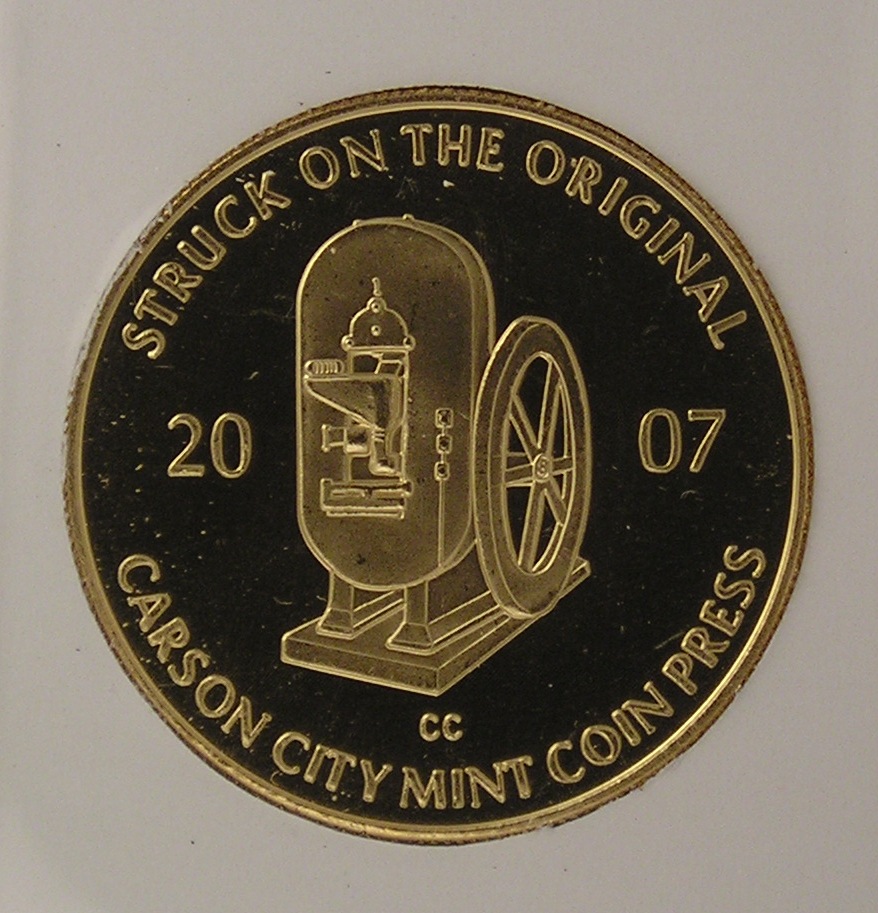 STRUCK ON THE ORIGINAL
20 07
CC
CARSON CITY MINT COIN PRESS